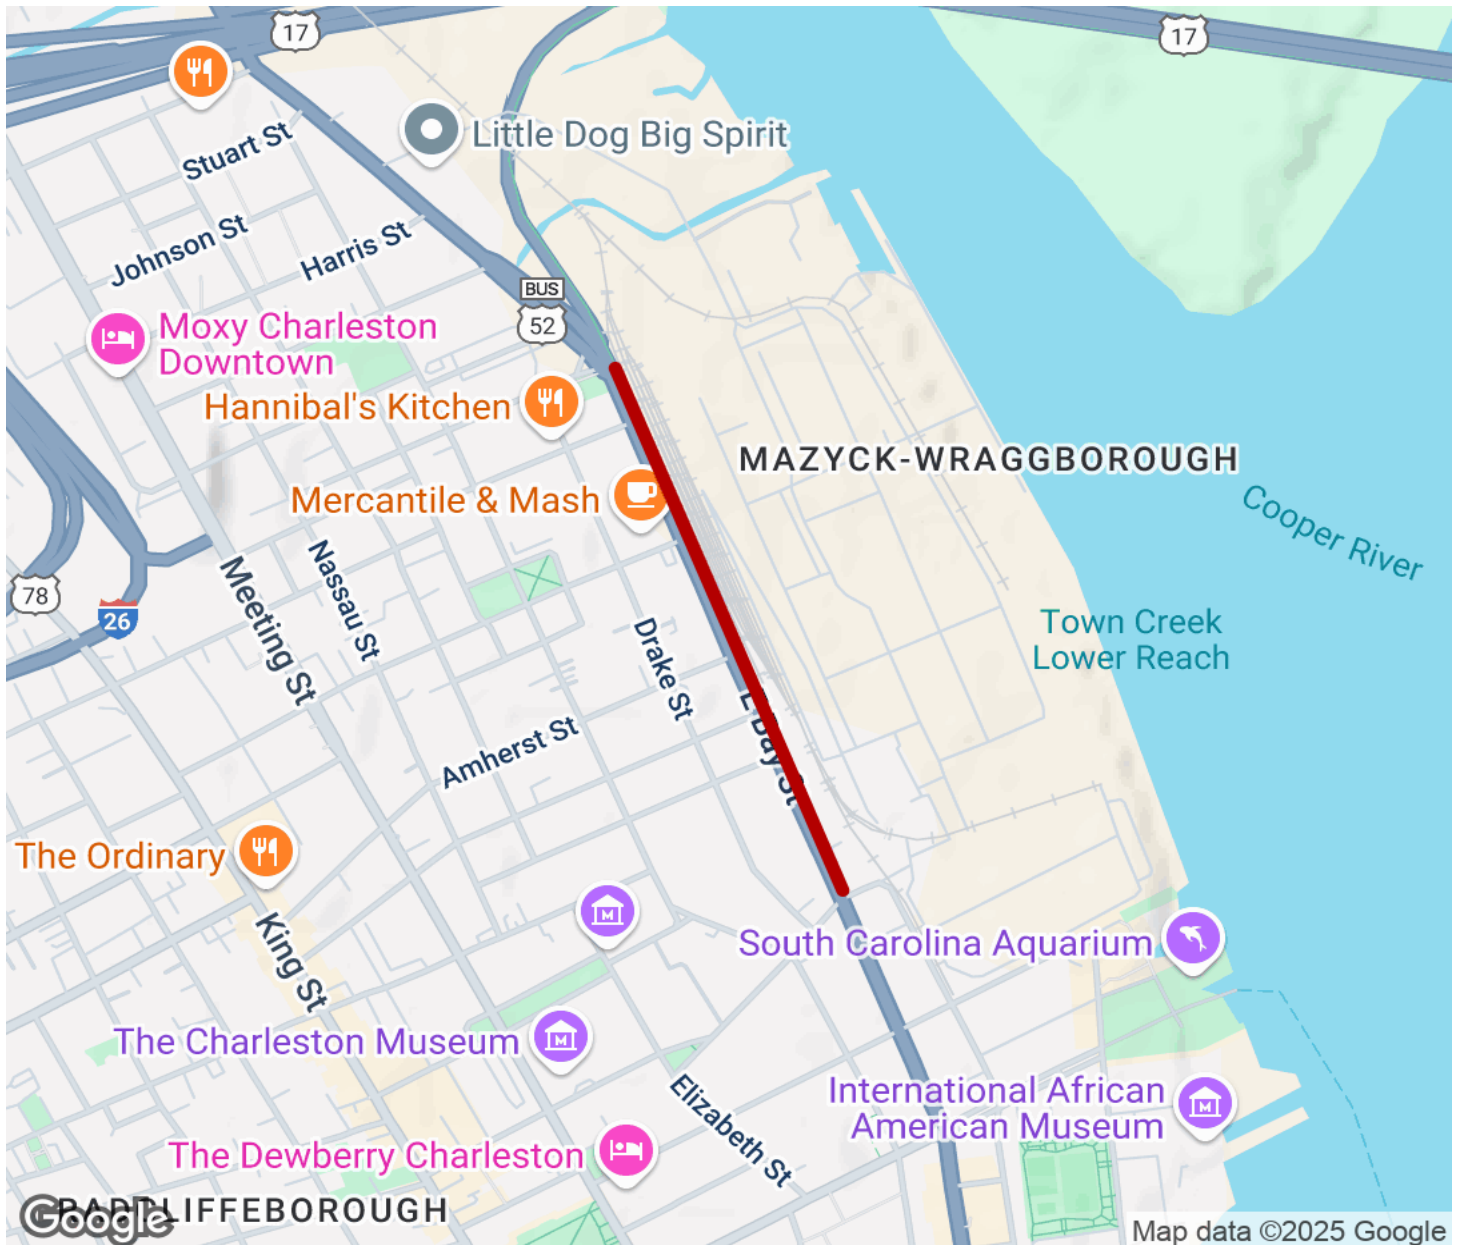 17
17
Stuart St
Little Dog Big Spirit
Johnson St
Harris St
BUS
52
Moxy Charleston
Downtown
Hannibal's Kitchen
MAZYCK-WRAGGBOROUGH
Mercantile & Mash
Cooper River
Nassau St
78
26
Meeting St
Drake St
Town Creek
Lower Reach
E Bay St
Amherst St
The Ordinary
King St
South Carolina Aquarium
The Charleston Museum
International African
American Museum
Elizabeth St
The Dewberry Charleston
RADCLIFFEBOROUGH
Google
Map data ©2025 Google